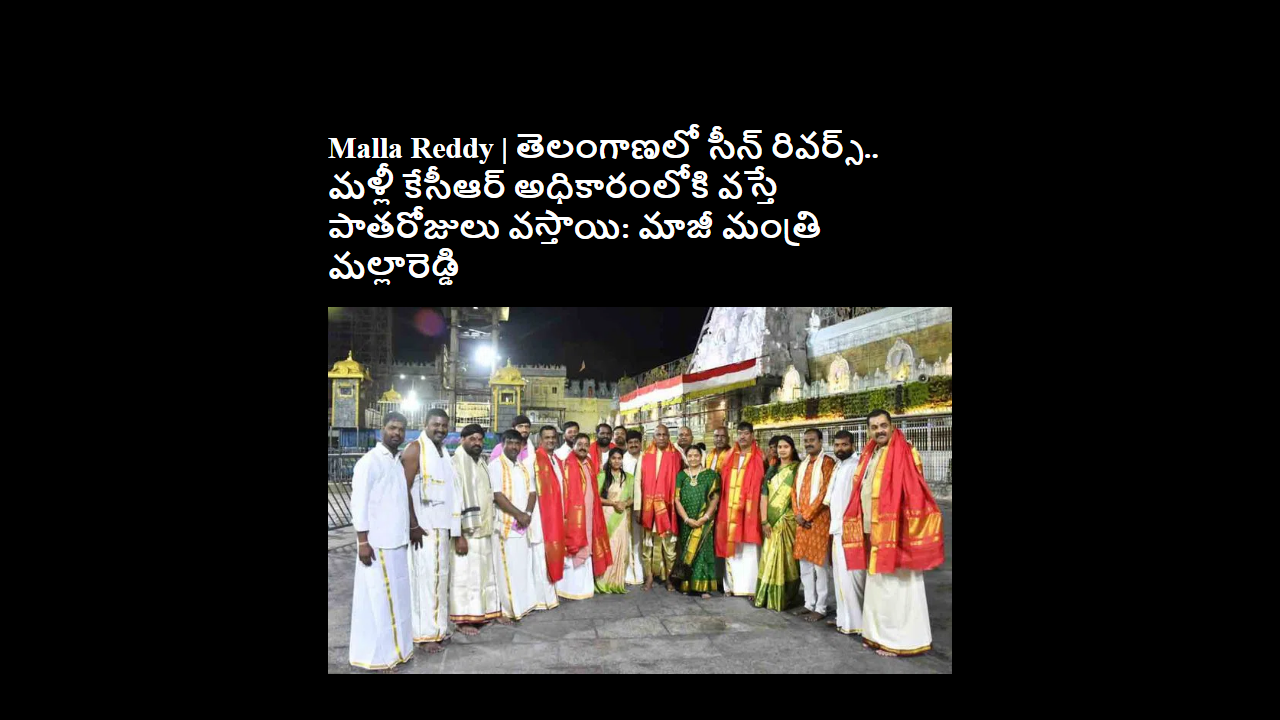 Malla Reddy | తెలంగాణలో సీన్ రివర్స్..
మళ్లీ కేసీఆర్ అధికారంలోకి వస్తే
పాతరోజులు వస్తాయి: మాజీ మంత్రి
మల్లారెడ్డి